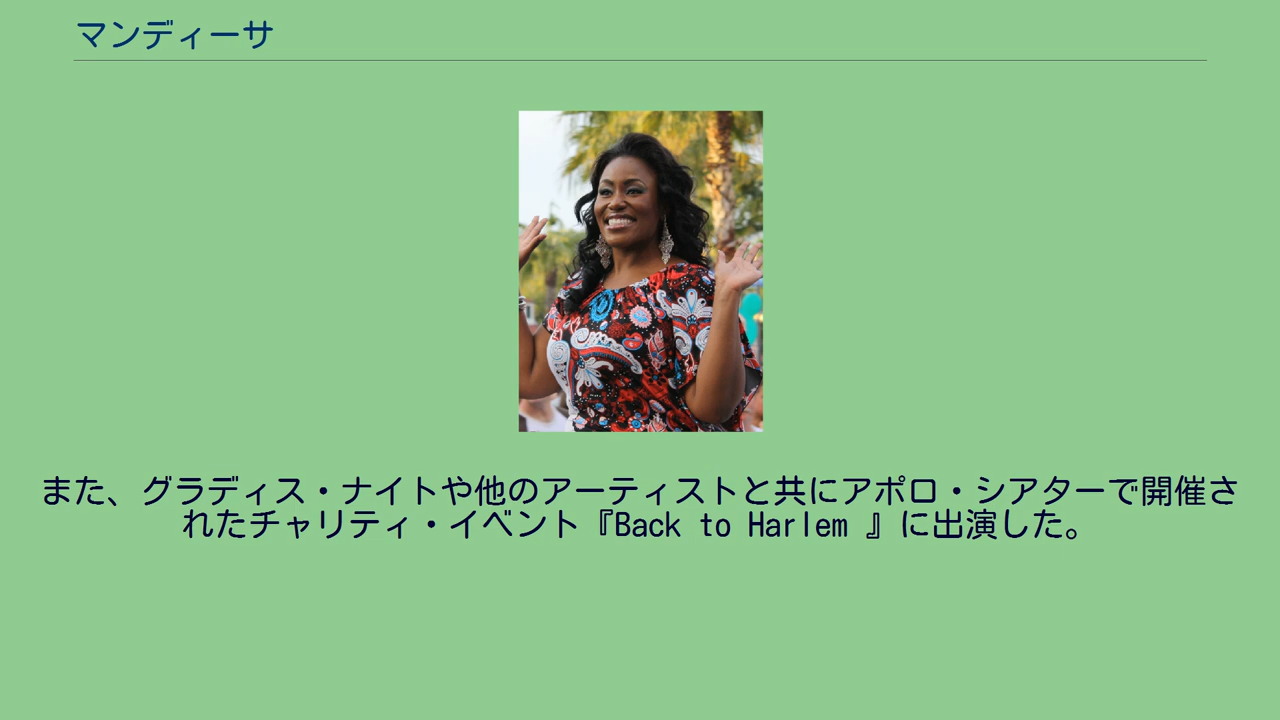 マンディーサ
また、グラディス・ナイトや他のアーティストと共にアポロ・シアターで開催さ
れたチャリティ・イベント『Back to Harlem 』に出演した。